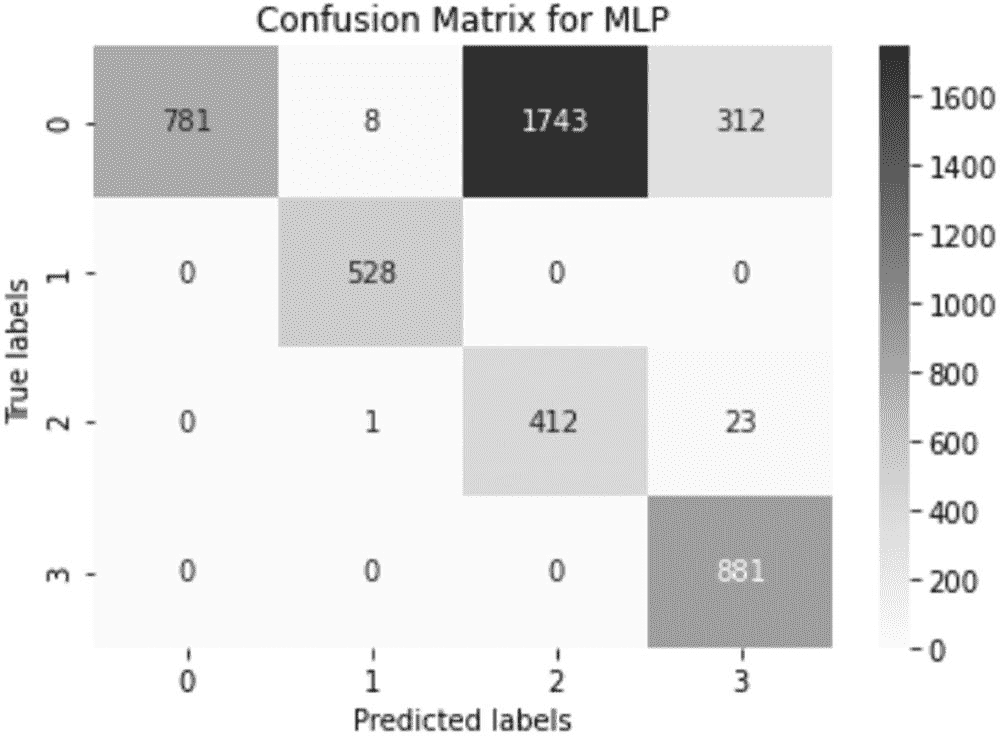 Confusion Matrix for MLP
0 781 8 1743 312
1 0 528 0 0
2 0 1 412 23
3 0 0 0 881
0 1 2 3
Predicted labels
True labels
1600
1400
1200
1000
800
600
400
200
0